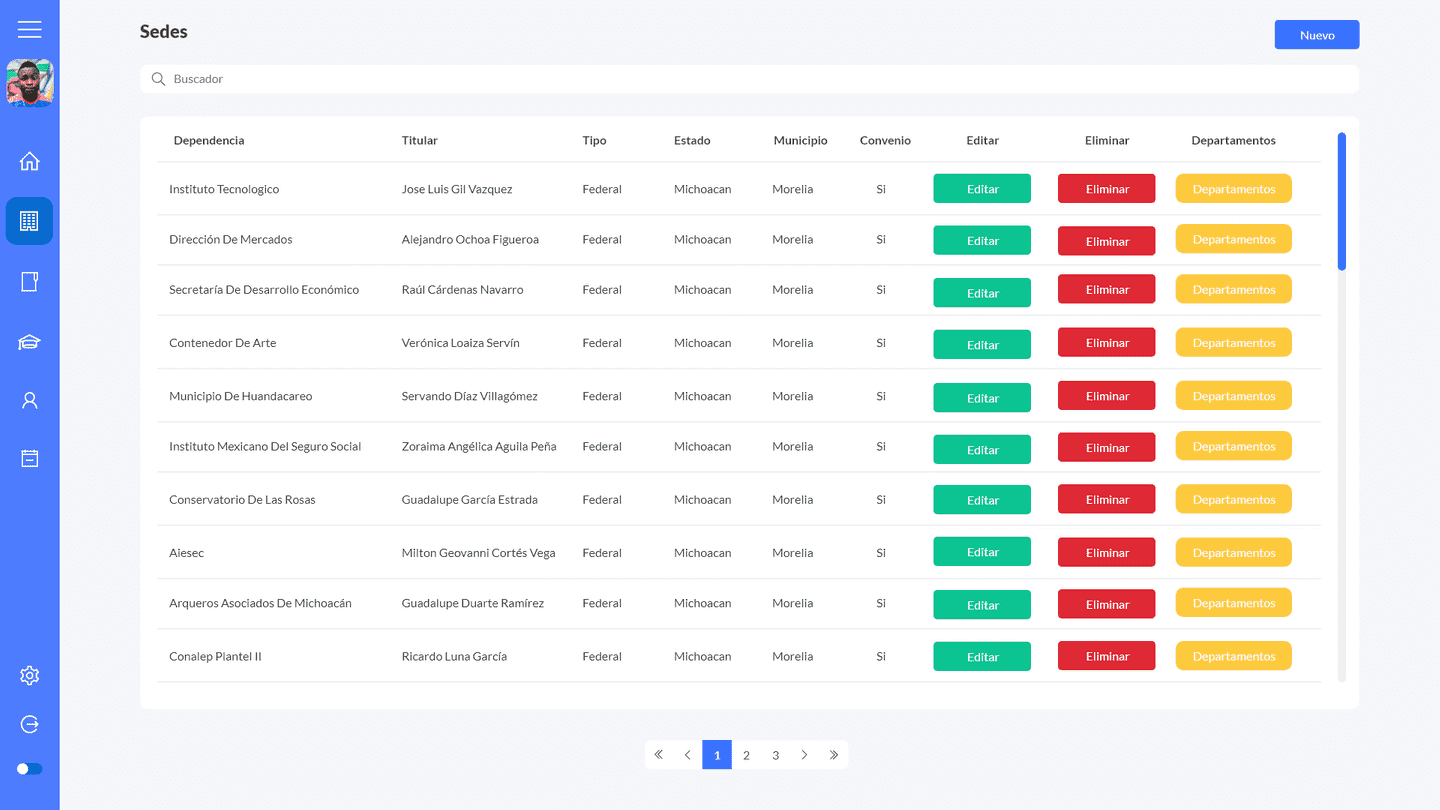 Sedes
Nuevo
Buscador
Dependencia Titular Tipo Estado Municipio Convenio Editar Eliminar Departamentos
Instituto Tecnologico Jose Luis Gil Vazquez Federal Michoacan Morelia Si Editar Eliminar Departamentos
Dirección De Mercados Alejandro Ochoa Figueroa Federal Michoacan Morelia Si Editar Eliminar Departamentos
Secretaría De Desarrollo Económico Raúl Cárdenas Navarro Federal Michoacan Morelia Si Editar Eliminar Departamentos
Contenedor De Arte Verónica Loaiza Servín Federal Michoacan Morelia Si Editar Eliminar Departamentos
Municipio De Huandacareo Servando Díaz Villagómez Federal Michoacan Morelia Si Editar Eliminar Departamentos
Instituto Mexicano Del Seguro Social Zoraima Angélica Aguila Peña Federal Michoacan Morelia Si Editar Eliminar Departamentos
Conservatorio De Las Rosas Guadalupe García Estrada Federal Michoacan Morelia Si Editar Eliminar Departamentos
Aiesec Milton Geovanni Cortés Vega Federal Michoacan Morelia Si Editar Eliminar Departamentos
Arqueros Asociados De Michoacán Guadalupe Duarte Ramírez Federal Michoacan Morelia Si Editar Eliminar Departamentos
Conalep Plantel II Ricardo Luna García Federal Michoacan Morelia Si Editar Eliminar Departamentos
1 2 3